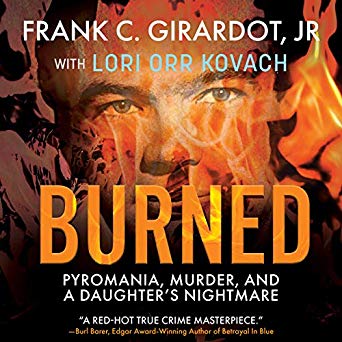 FRANK C. GIRARDOT, JR
WITH LORI ORR KOVACH
BURNED
PYROMANIA, MURDER, AND
A DAUGHTER'S NIGHTMARE
"A RED-HOT TRUE CRIME MASTERPIECE."
—Burl Barer, Edgar Award-Winning Author of Betrayal In Blue